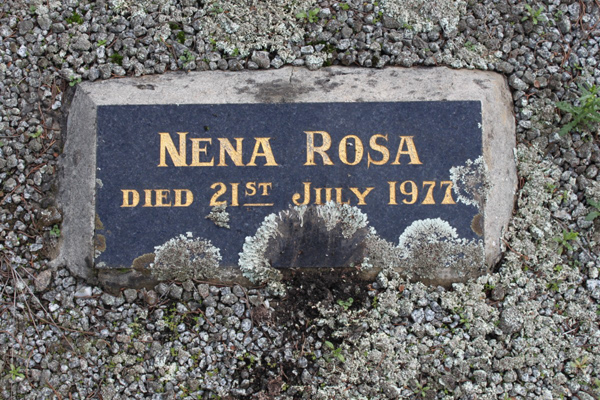 NENA ROSA
DIED 21ST JULY 1977